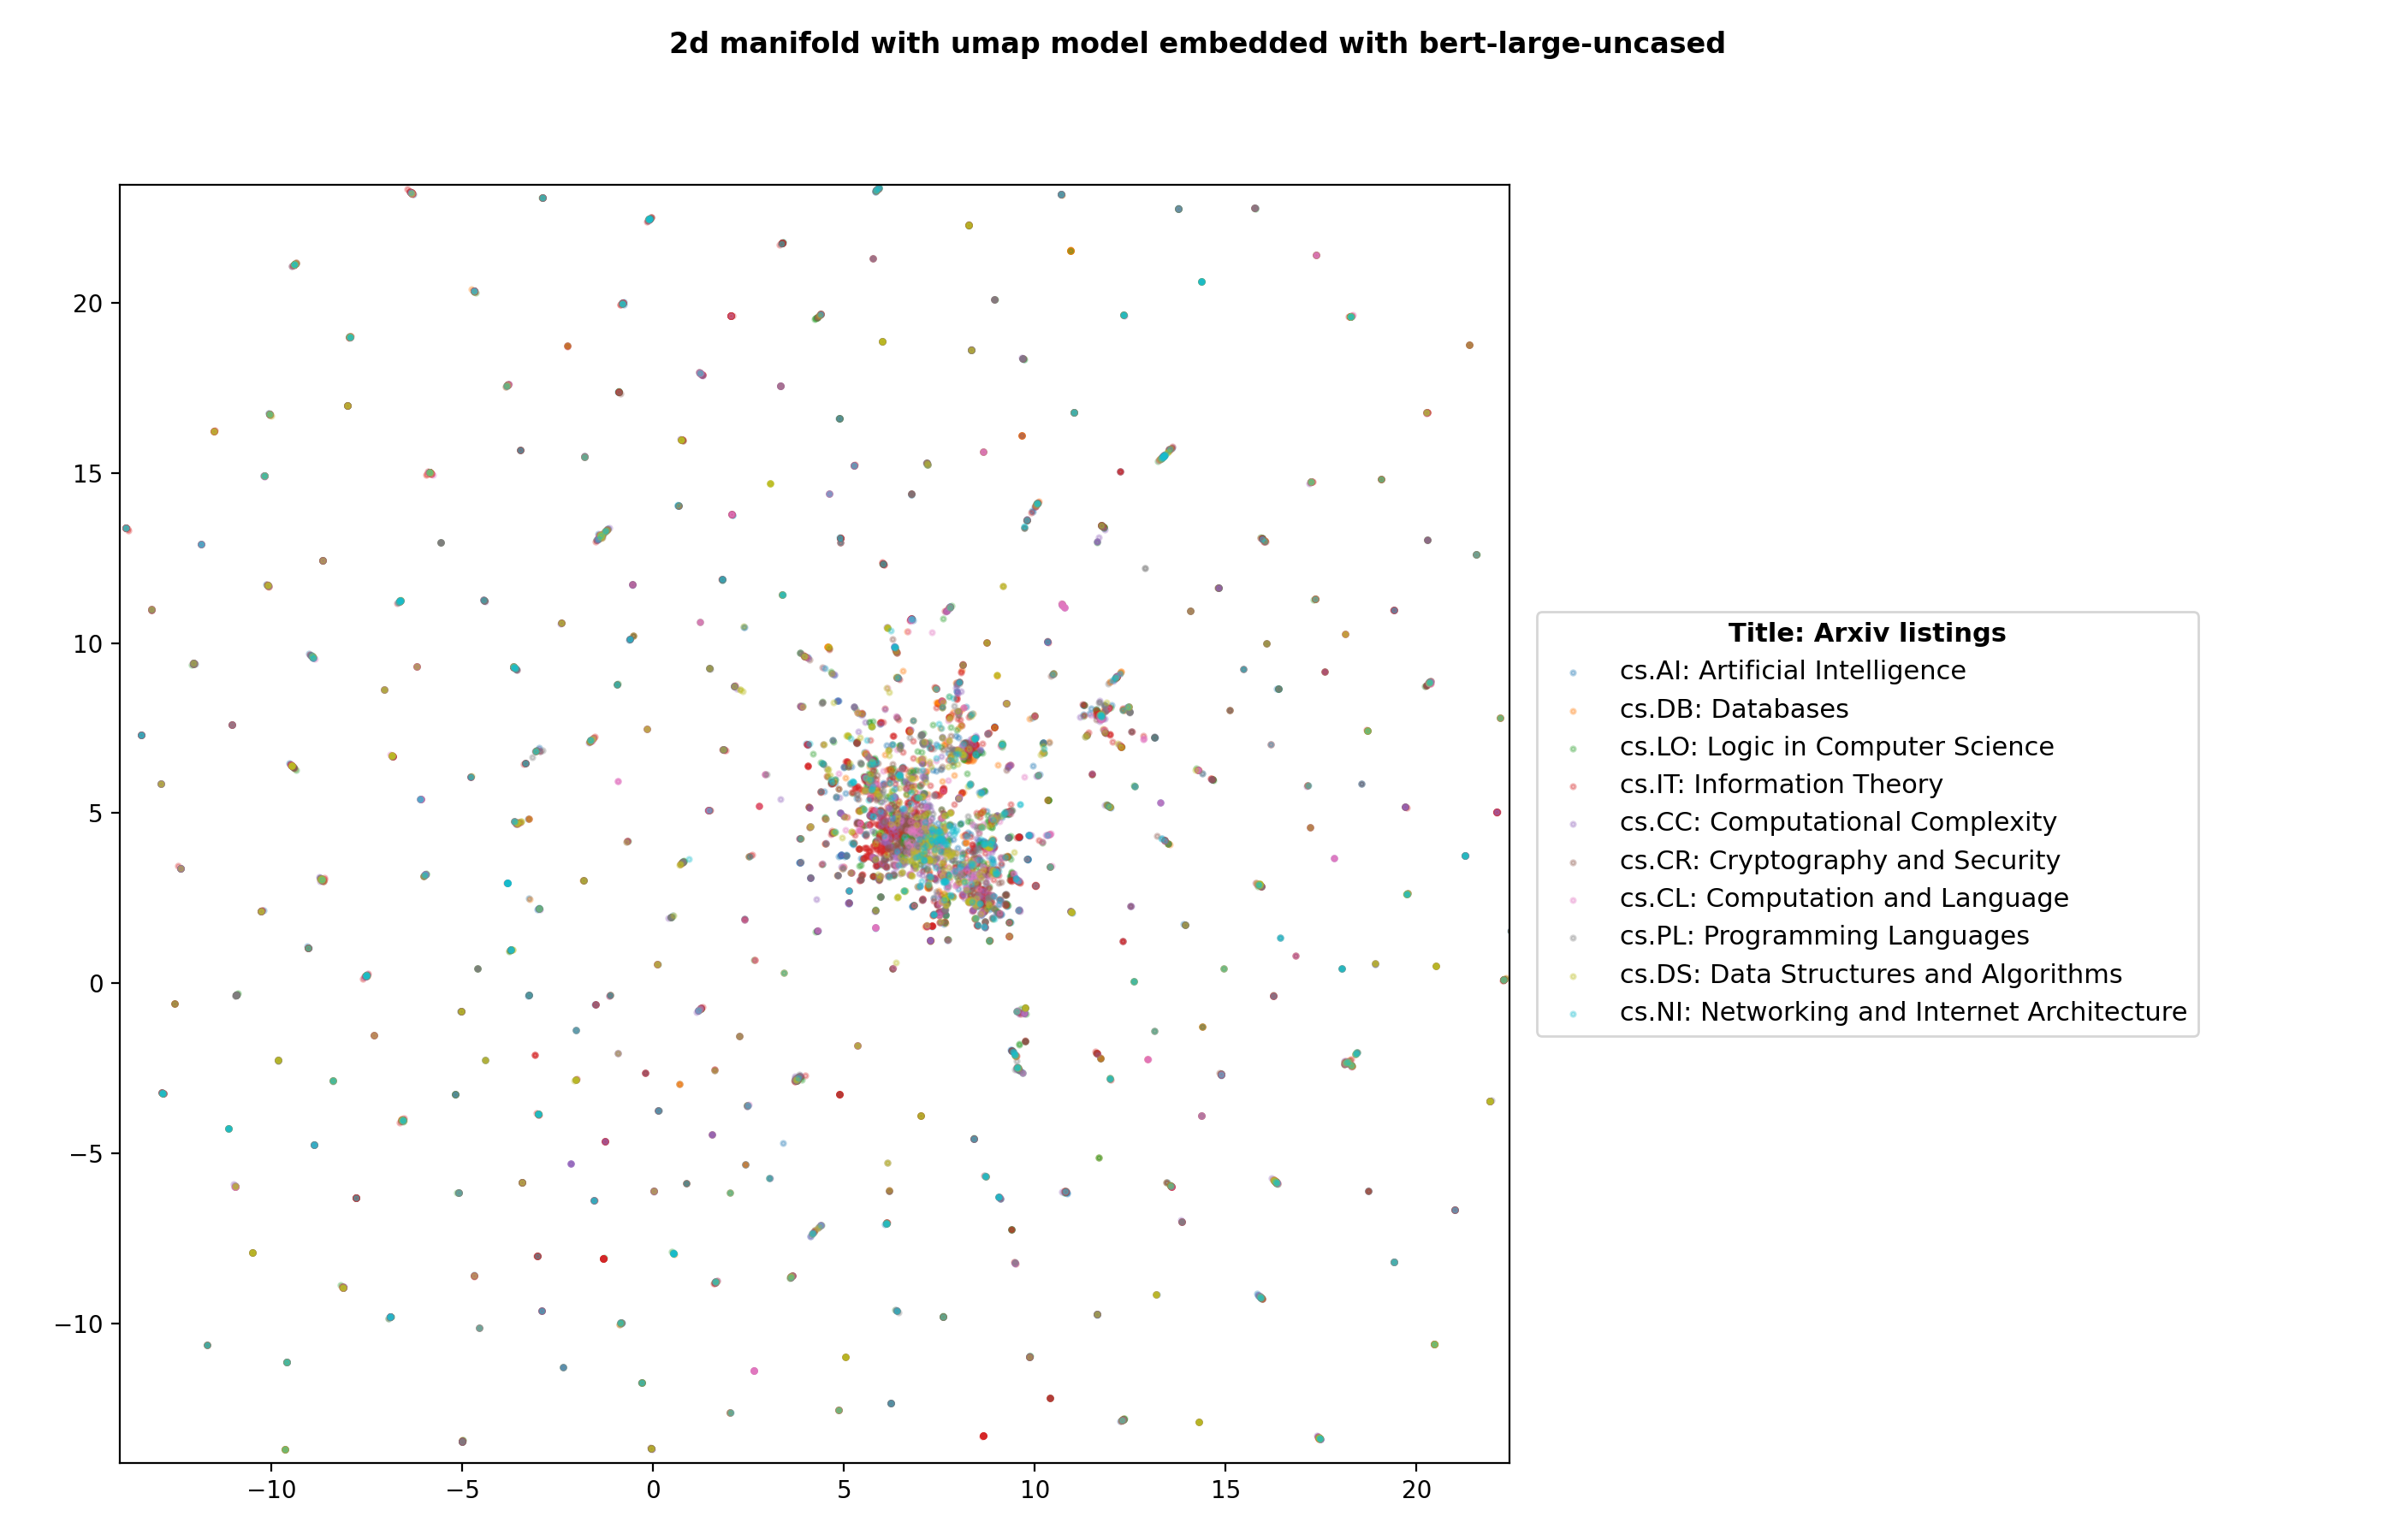 2d manifold with umap model embedded with bert-large-uncased
20
15
10
5
0
−5
−10
−10
−5
0
5
10
15
20
Title: Arxiv listings
cs.AI: Artificial Intelligence
cs.DB: Databases
cs.LO: Logic in Computer Science
cs.IT: Information Theory
cs.CC: Computational Complexity
cs.CR: Cryptography and Security
cs.CL: Computation and Language
cs.PL: Programming Languages
cs.DS: Data Structures and Algorithms
cs.NI: Networking and Internet Architecture